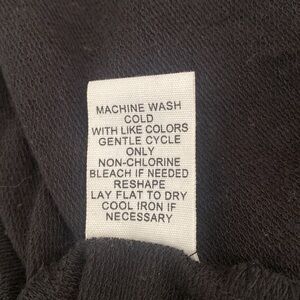 MACHINE WASH
COLD
WITH LIKE COLORS
GENTLE CYCLE
ONLY
NON-CHLORINE
BLEACH IF NEEDED
RESHAPE
LAY FLAT TO DRY
COOL IRON IF
NECESSARY